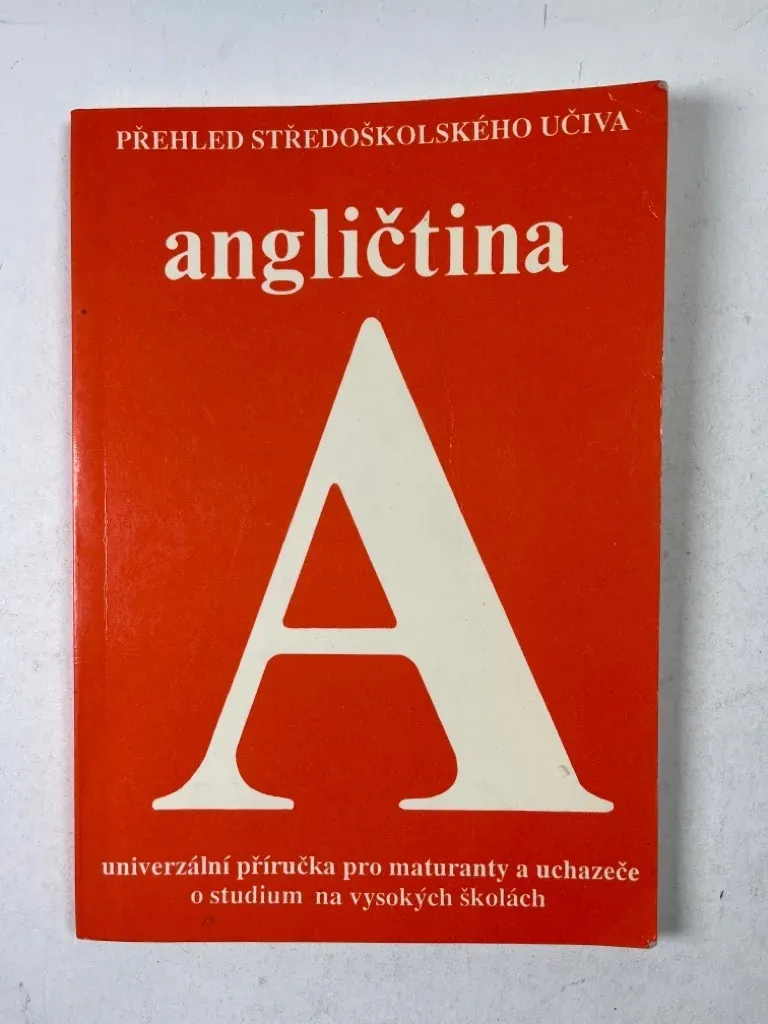 PŘEHLED STŘEDOŠKOLSKÉHO UČIVA
angličtina
A
univerzální příručka pro maturanty a uchazeče
o studium na vysokých školách